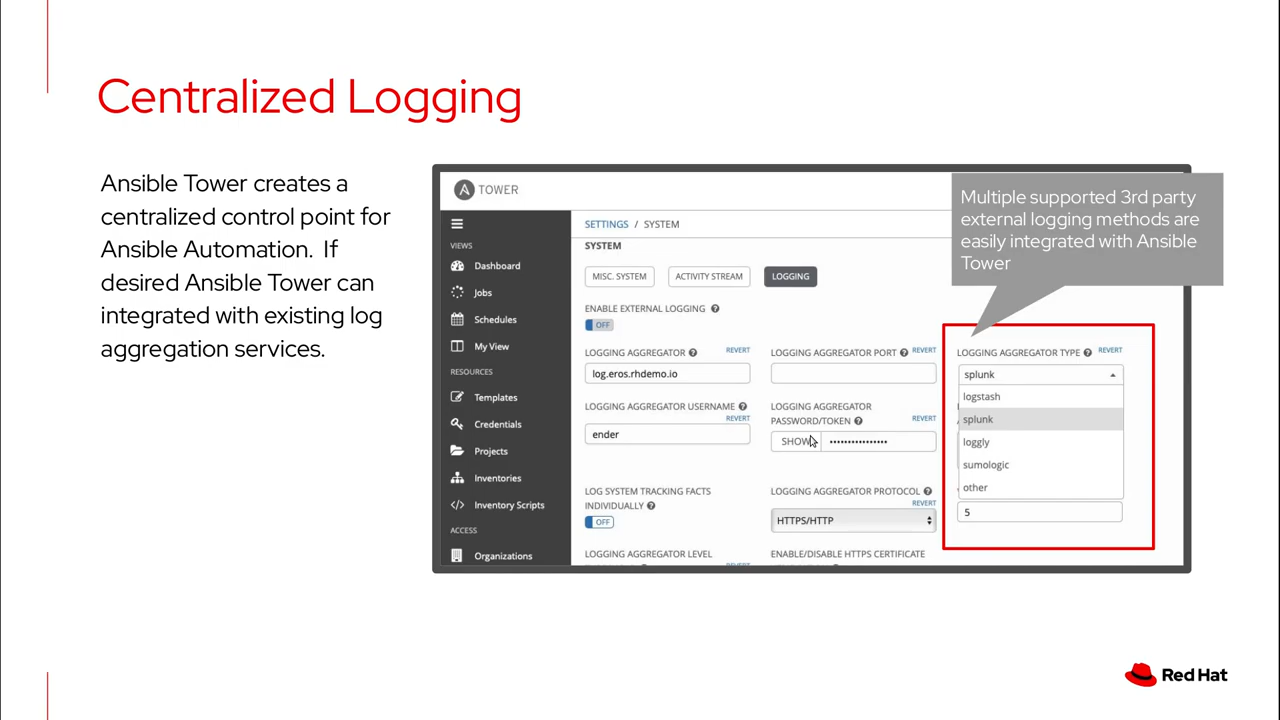 Centralized Logging
Ansible Tower creates a
centralized control point for
Ansible Automation.  If
desired Ansible Tower can
integrated with existing log
aggregation services.
A TOWER
Multiple supported 3rd party
external logging methods are
easily integrated with Ansible
Tower
VIEWS
Dashboard
Jobs
Schedules
My View
RESOURCES
Templates
Credentials
Projects
Inventories
Inventory Scripts
ACCESS
Organizations
SETTINGS / SYSTEM
SYSTEM
MISC. SYSTEM ACTIVITY STREAM LOGGING
ENABLE EXTERNAL LOGGING ?
OFF
LOGGING AGGREGATOR ? REVERT
log.eros.rhdemo.io
LOGGING AGGREGATOR PORT ? REVERT
LOGGING AGGREGATOR TYPE ? REVERT
splunk
logstash
splunk
loggly
sumologic
other
5
LOGGING AGGREGATOR USERNAME ?
REVERT
ender
LOGGING AGGREGATOR
PASSWORD/TOKEN ? REVERT
SHOW ••••••••••••••••
LOG SYSTEM TRACKING FACTS
INDIVIDUALLY ?
OFF
LOGGING AGGREGATOR PROTOCOL ?
REVERT
HTTPS/HTTP
LOGGING AGGREGATOR LEVEL
ENABLE/DISABLE HTTPS CERTIFICATE
Red Hat